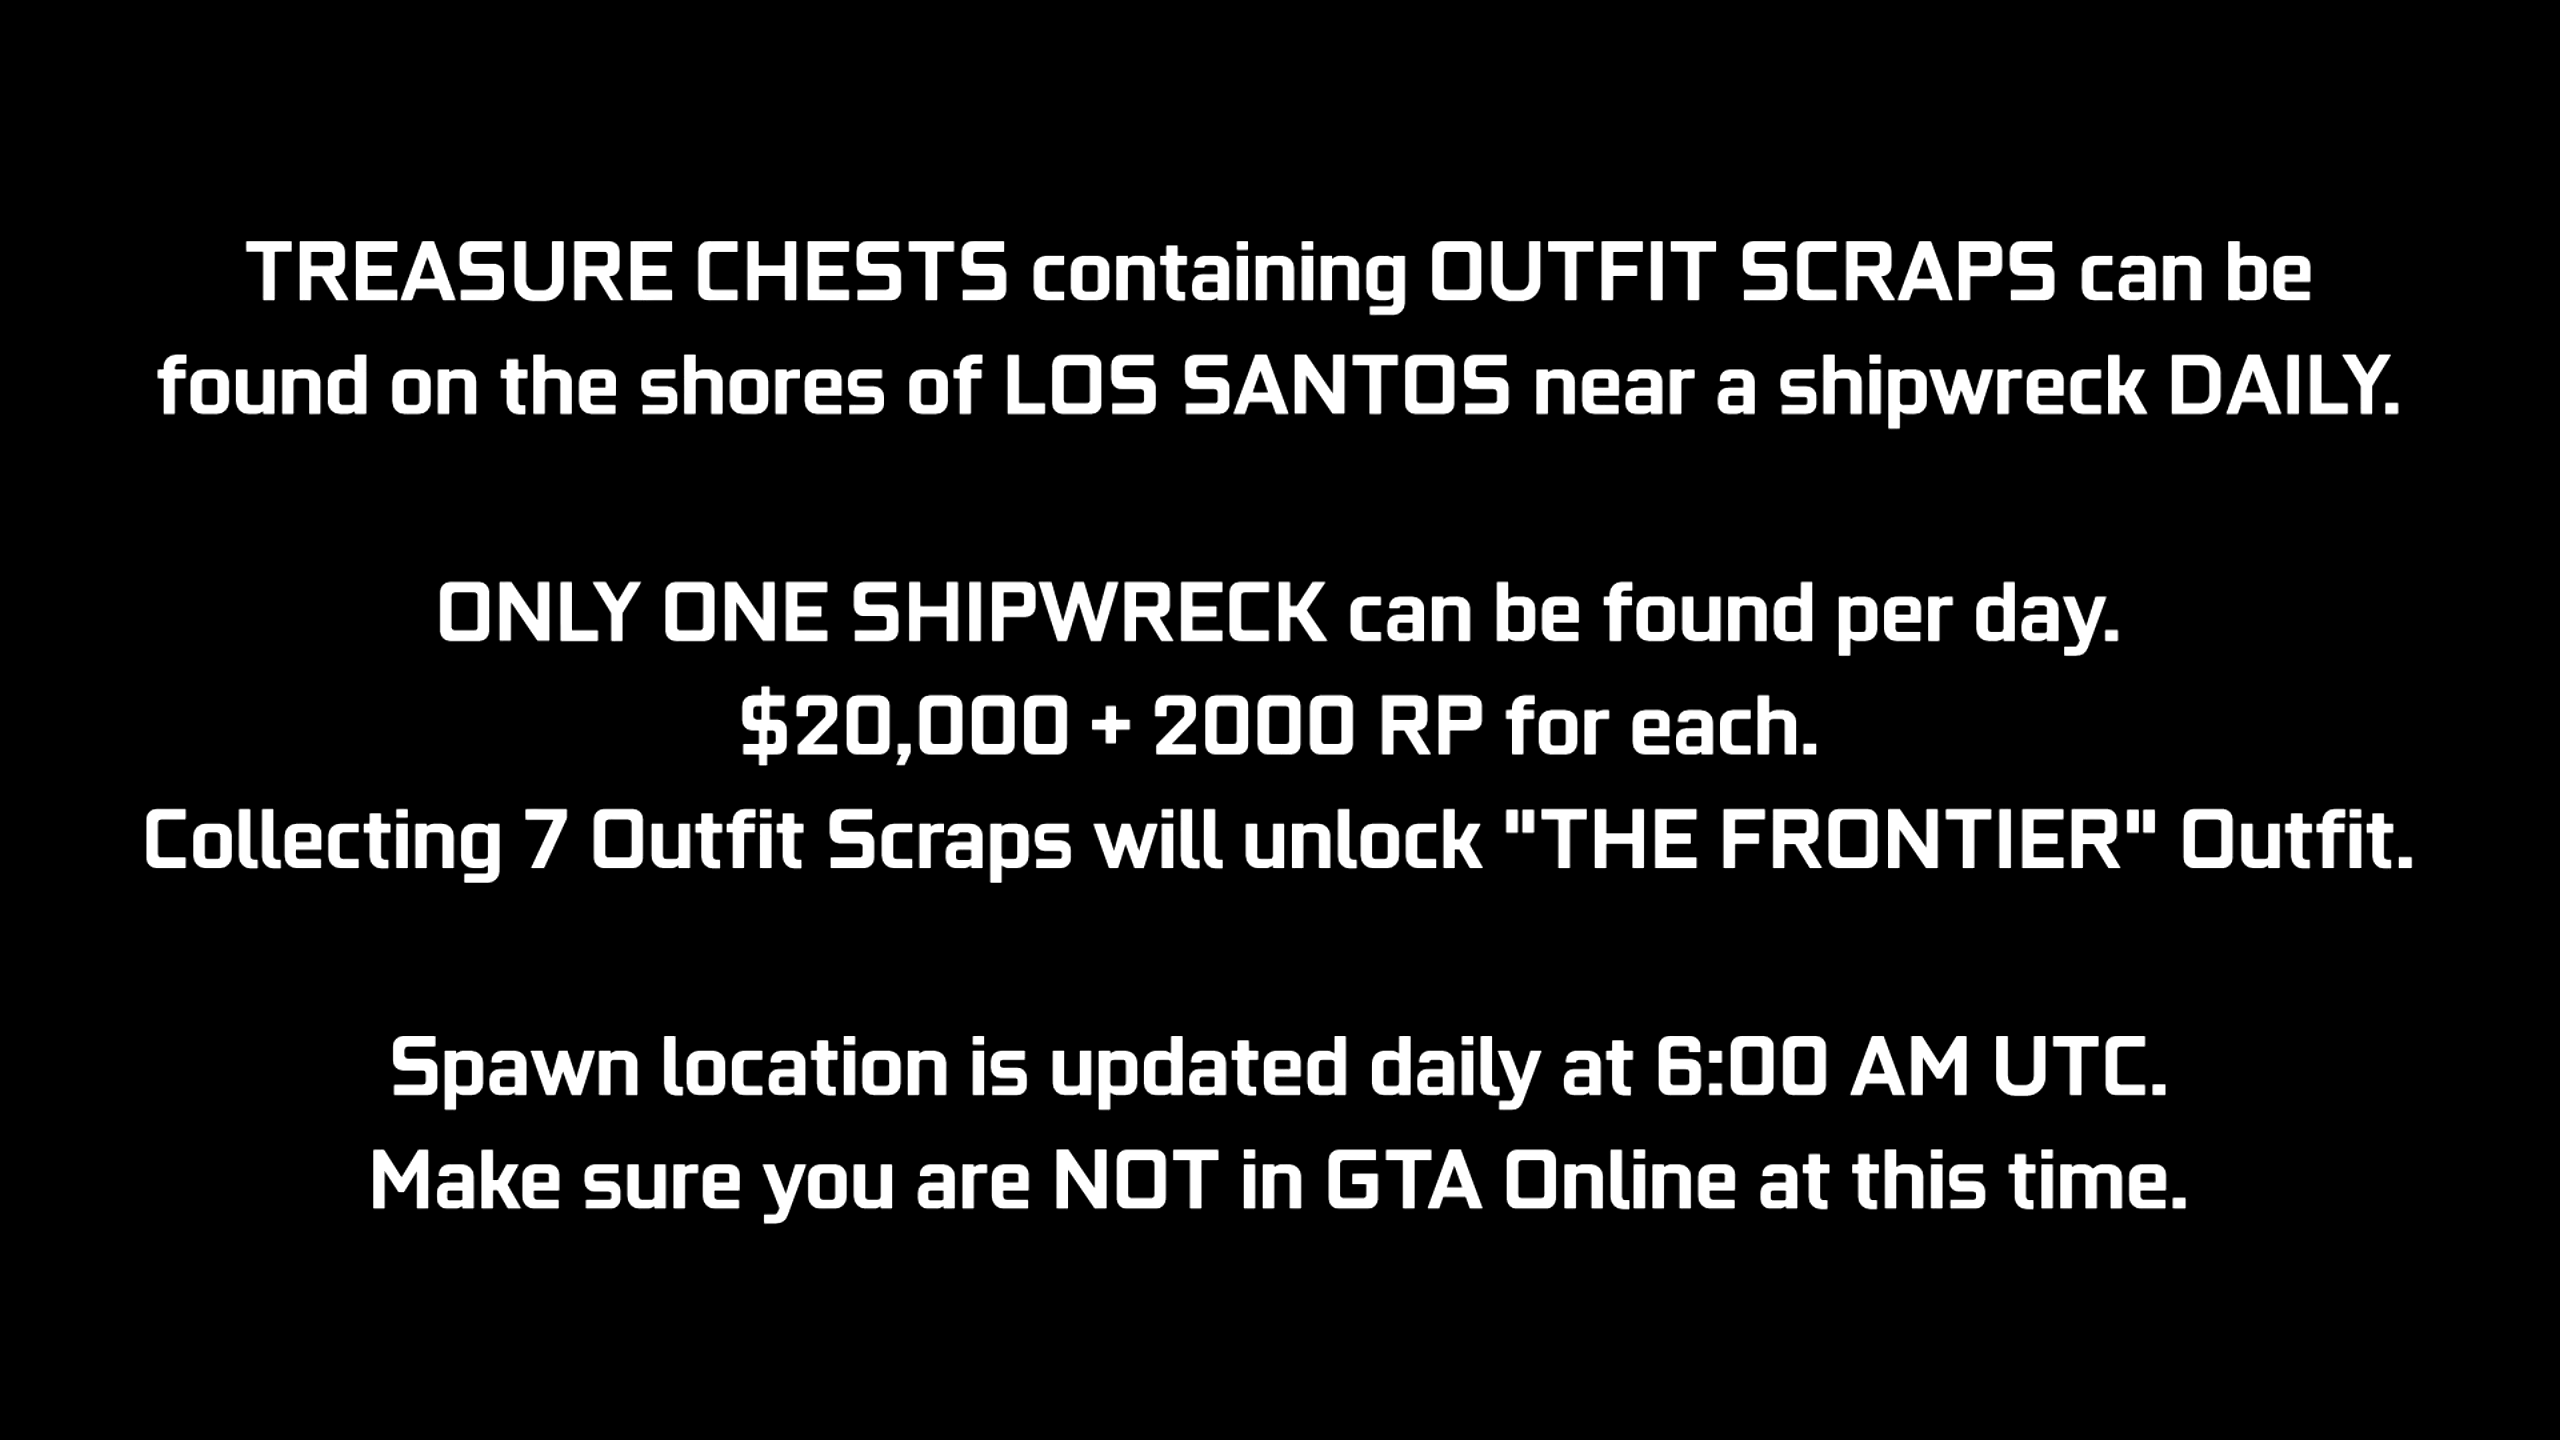 TREASURE CHESTS containing OUTFIT SCRAPS can be
found on the shores of LOS SANTOS near a shipwreck DAILY.
ONLY ONE SHIPWRECK can be found per day.
$20,000 + 2000 RP for each.
Collecting 7 Outfit Scraps will unlock "THE FRONTIER" Outfit.
Spawn location is updated daily at 6:00 AM UTC.
Make sure you are NOT in GTA Online at this time.